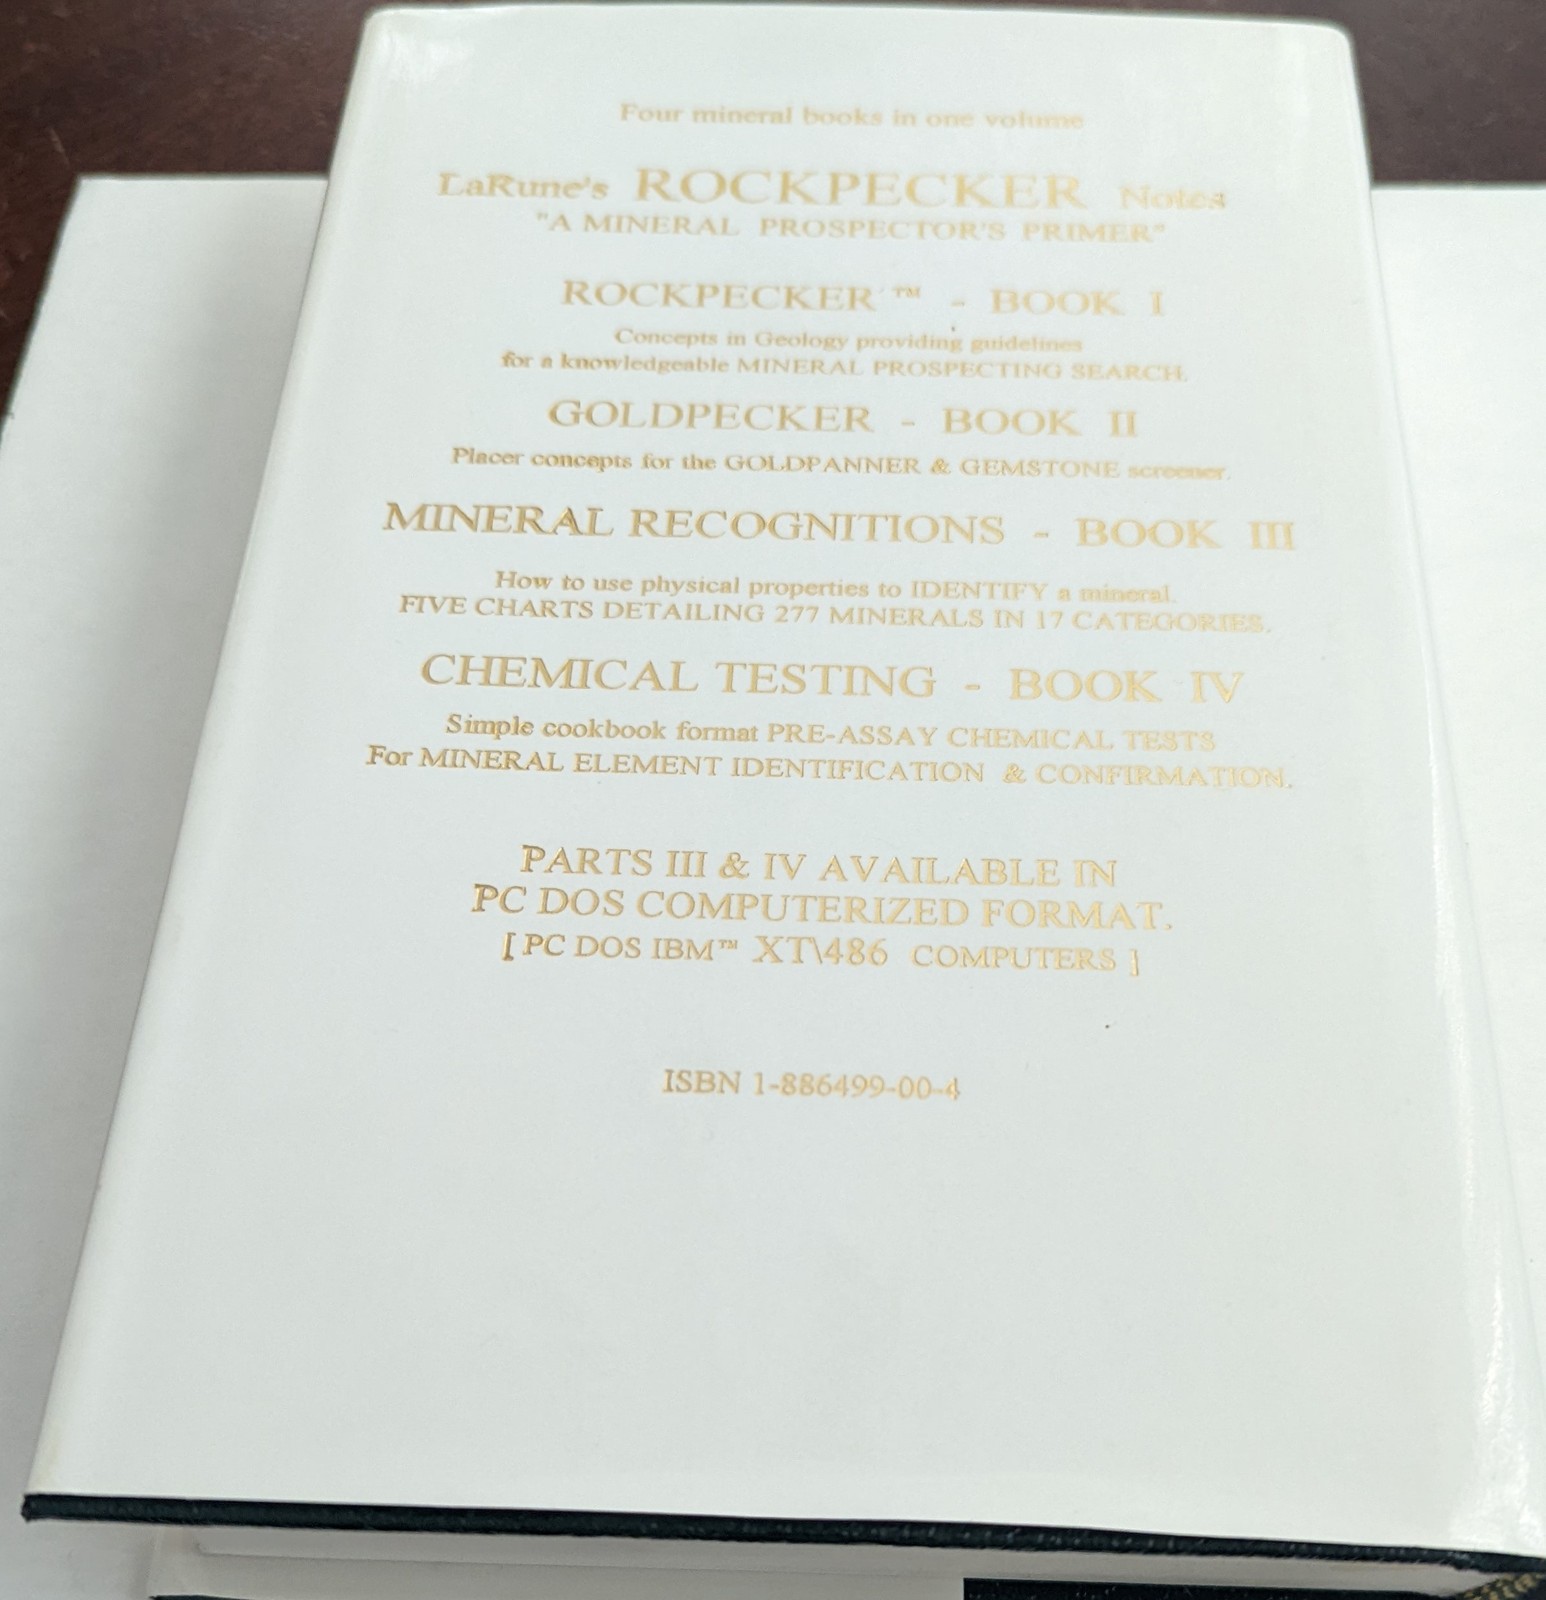 Four mineral books in one volume
LaRune's ROCKPECKER Notes
"A MINERAL PROSPECTOR'S PRIMER"
ROCKPECKER ™ - BOOK I
Concepts in Geology providing guidelines
for a knowledgeable MINERAL PROSPECTING SEARCH.
GOLDPECKER - BOOK II
Placer concepts for the GOLDPANNER & GEMSTONE screener.
MINERAL RECOGNITIONS - BOOK III
How to use physical properties to IDENTIFY a mineral.
FIVE CHARTS DETAILING 277 MINERALS IN 17 CATEGORIES.
CHEMICAL TESTING - BOOK IV
Simple cookbook format PRE-ASSAY CHEMICAL TESTS
For MINERAL ELEMENT IDENTIFICATION & CONFIRMATION.
PARTS III & IV AVAILABLE IN
PC DOS COMPUTERIZED FORMAT.
[ PC DOS IBM™ XT\486 COMPUTERS ]
ISBN 1-886499-00-4